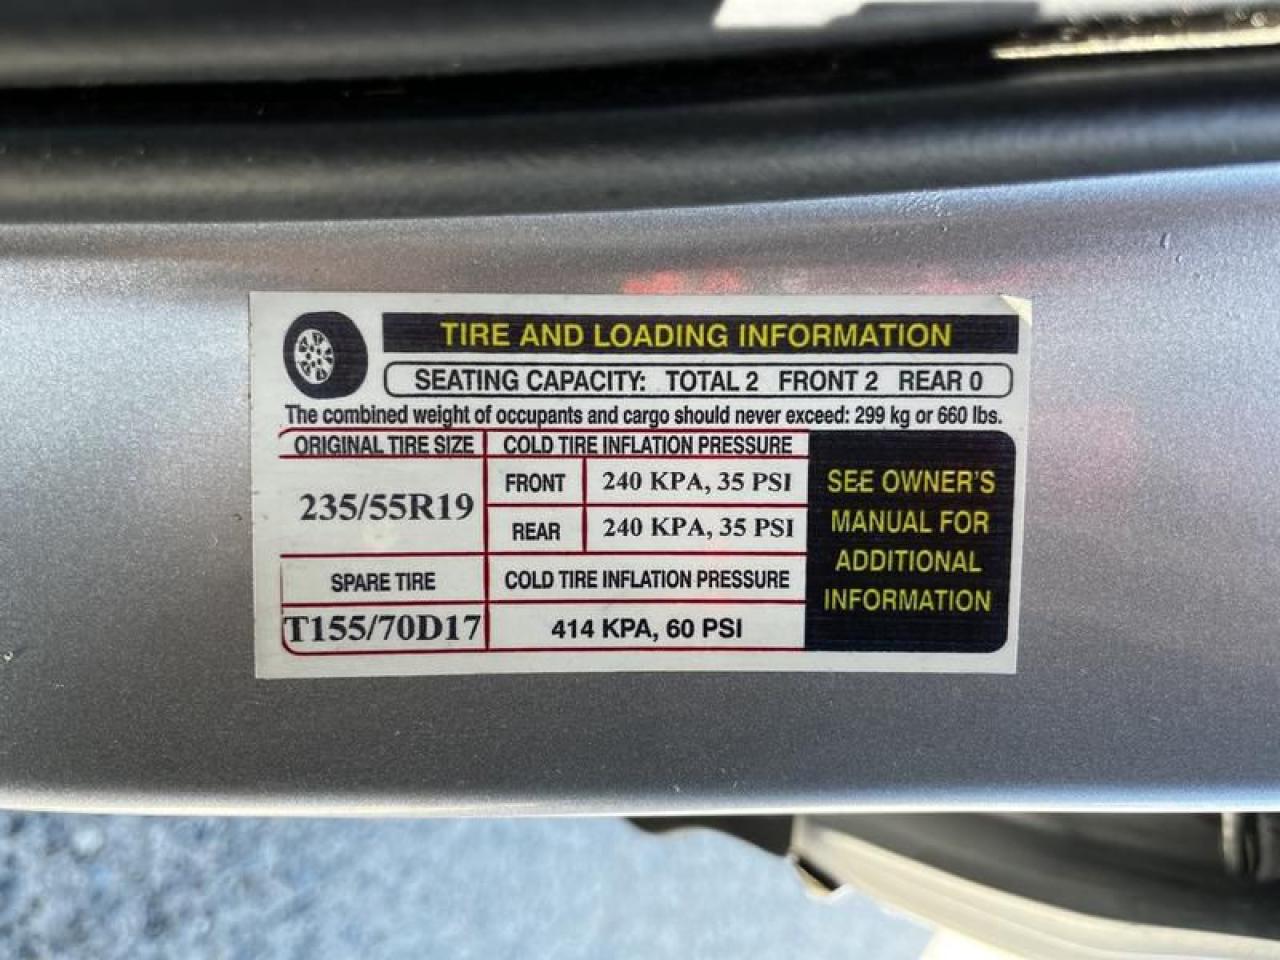 TIRE AND LOADING INFORMATION
SEATING CAPACITY: TOTAL 2 FRONT 2 REAR 0
The combined weight of occupants and cargo should never exceed: 299 kg or 660 lbs.
ORIGINAL TIRE SIZE
COLD TIRE INFLATION PRESSURE
235/55R19
FRONT
240 KPA, 35 PSI
REAR
240 KPA, 35 PSI
SPARE TIRE
COLD TIRE INFLATION PRESSURE
T155/70D17
414 KPA, 60 PSI
SEE OWNER'S
MANUAL FOR
ADDITIONAL
INFORMATION